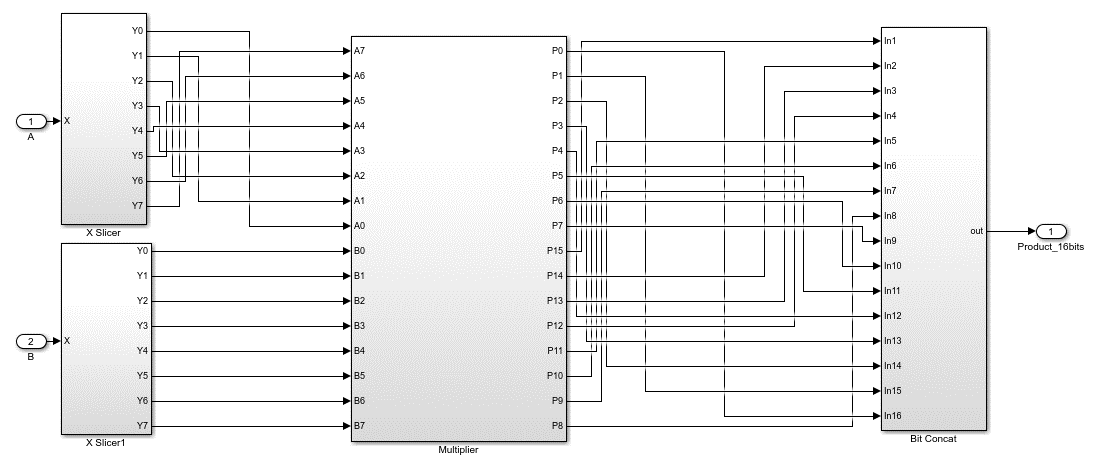 1
A
X
Y0
Y1
Y2
Y3
Y4
Y5
Y6
Y7
X Slicer
2
B
X
Y0
Y1
Y2
Y3
Y4
Y5
Y6
Y7
X Slicer1
A7
A6
A5
A4
A3
A2
A1
A0
B0
B1
B2
B3
B4
B5
B6
B7
P0
P1
P2
P3
P4
P5
P6
P7
P15
P14
P13
P12
P11
P10
P9
P8
Multiplier
In1
In2
In3
In4
In5
In6
In7
In8
In9
In10
In11
In12
In13
In14
In15
In16
out
Bit Concat
1
Product_16bits